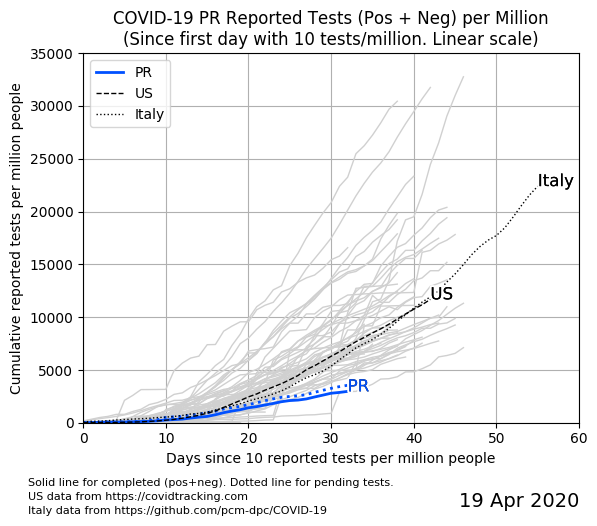 COVID-19 PR Reported Tests (Pos + Neg) per Million
(Since first day with 10 tests/million. Linear scale)
Cumulative reported tests per million people
35000
30000
25000
20000
15000
10000
5000
0
PR
US
Italy
Italy
US
PR
0 10 20 30 40 50 60
Days since 10 reported tests per million people
Solid line for completed (pos+neg). Dotted line for pending tests.
US data from https://covidtracking.com
Italy data from https://github.com/pcm-dpc/COVID-19
19 Apr 2020